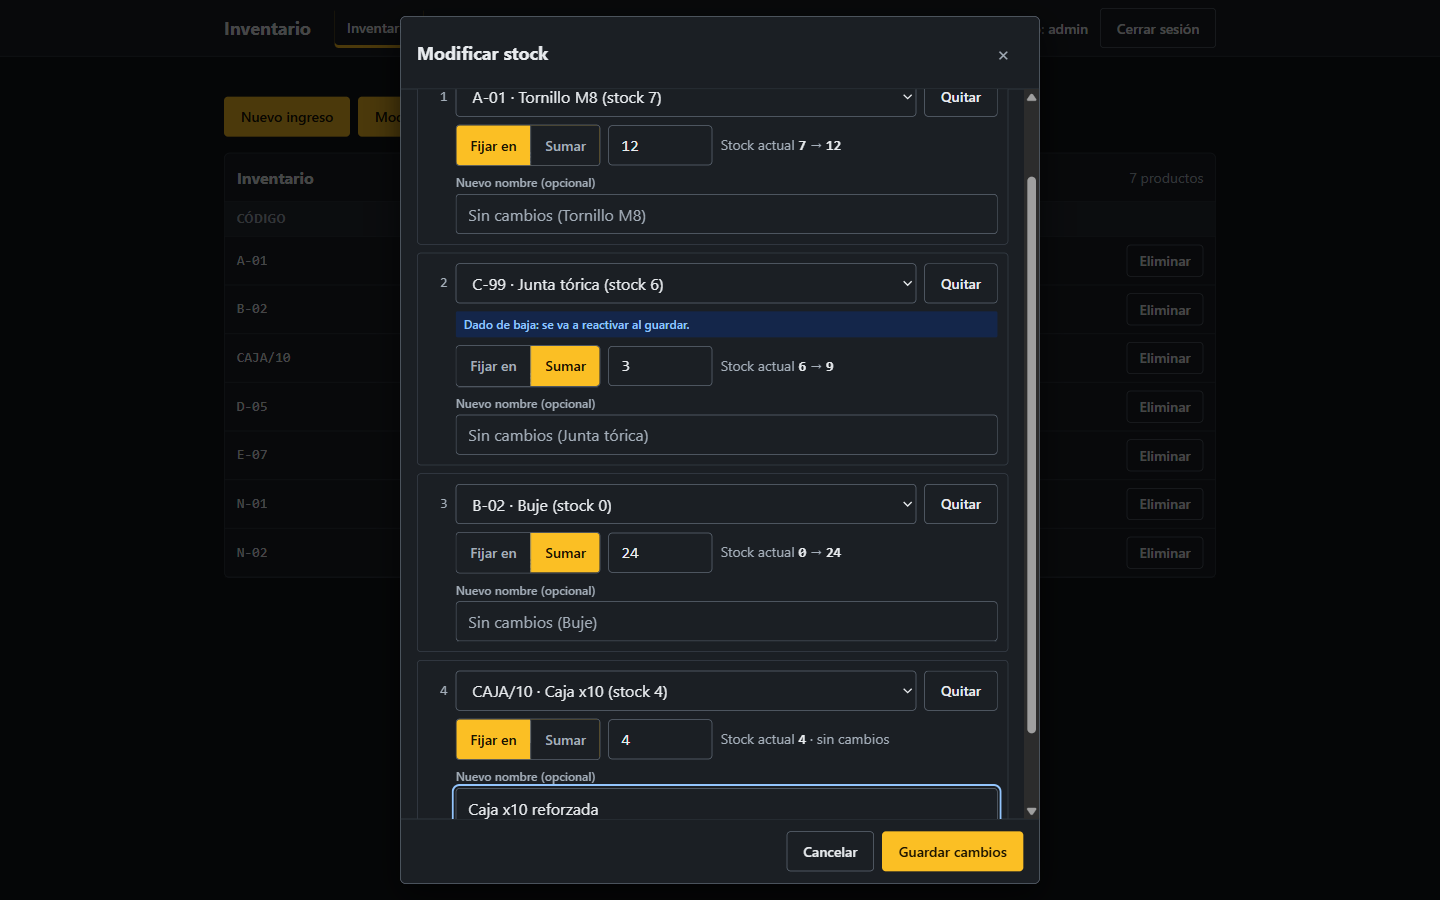 Inventario
Inventar
: admin
Cerrar sesión
Modificar stock
×
Nuevo ingreso
Inventario
7 productos
CÓDIGO
A-01
Eliminar
B-02
Eliminar
CAJA/10
Eliminar
D-05
Eliminar
E-07
Eliminar
N-01
Eliminar
N-02
Eliminar
1
A-01 · Tornillo M8 (stock 7)
Quitar
Fijar en
Sumar
12
Stock actual 7 → 12
Nuevo nombre (opcional)
Sin cambios (Tornillo M8)
2
C-99 · Junta tórica (stock 6)
Quitar
Dado de baja: se va a reactivar al guardar.
Fijar en
Sumar
3
Stock actual 6 → 9
Nuevo nombre (opcional)
Sin cambios (Junta tórica)
3
B-02 · Buje (stock 0)
Quitar
Fijar en
Sumar
24
Stock actual 0 → 24
Nuevo nombre (opcional)
Sin cambios (Buje)
4
CAJA/10 · Caja x10 (stock 4)
Quitar
Fijar en
Sumar
4
Stock actual 4 · sin cambios
Nuevo nombre (opcional)
Caja x10 reforzada
Cancelar
Guardar cambios